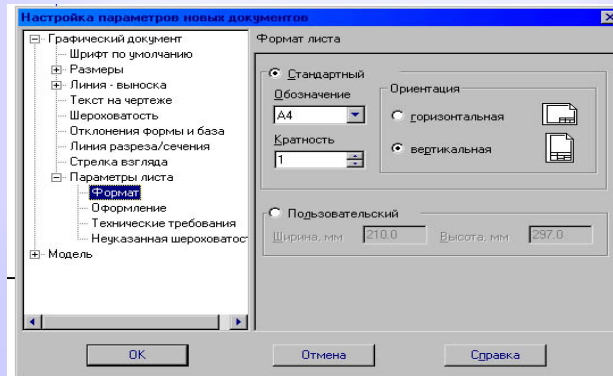 Настройка параметров новых документов
Графический документ
Шрифт по умолчанию
Размеры
Линия - выноска
Текст на чертеже
Шероховатость
Отклонения формы и база
Линия разреза/сечения
Стрелка взгляда
Параметры листа
Формат
Оформление
Технические требования
Неуказанная шероховатост
Модель
Формат листа
Стандартный
Обозначение
A4
Кратность
1
Ориентация
горизонтальная
вертикальная
Пользовательский
Ширина, мм 210.0 Высота, мм 297.0
OK Отмена Справка